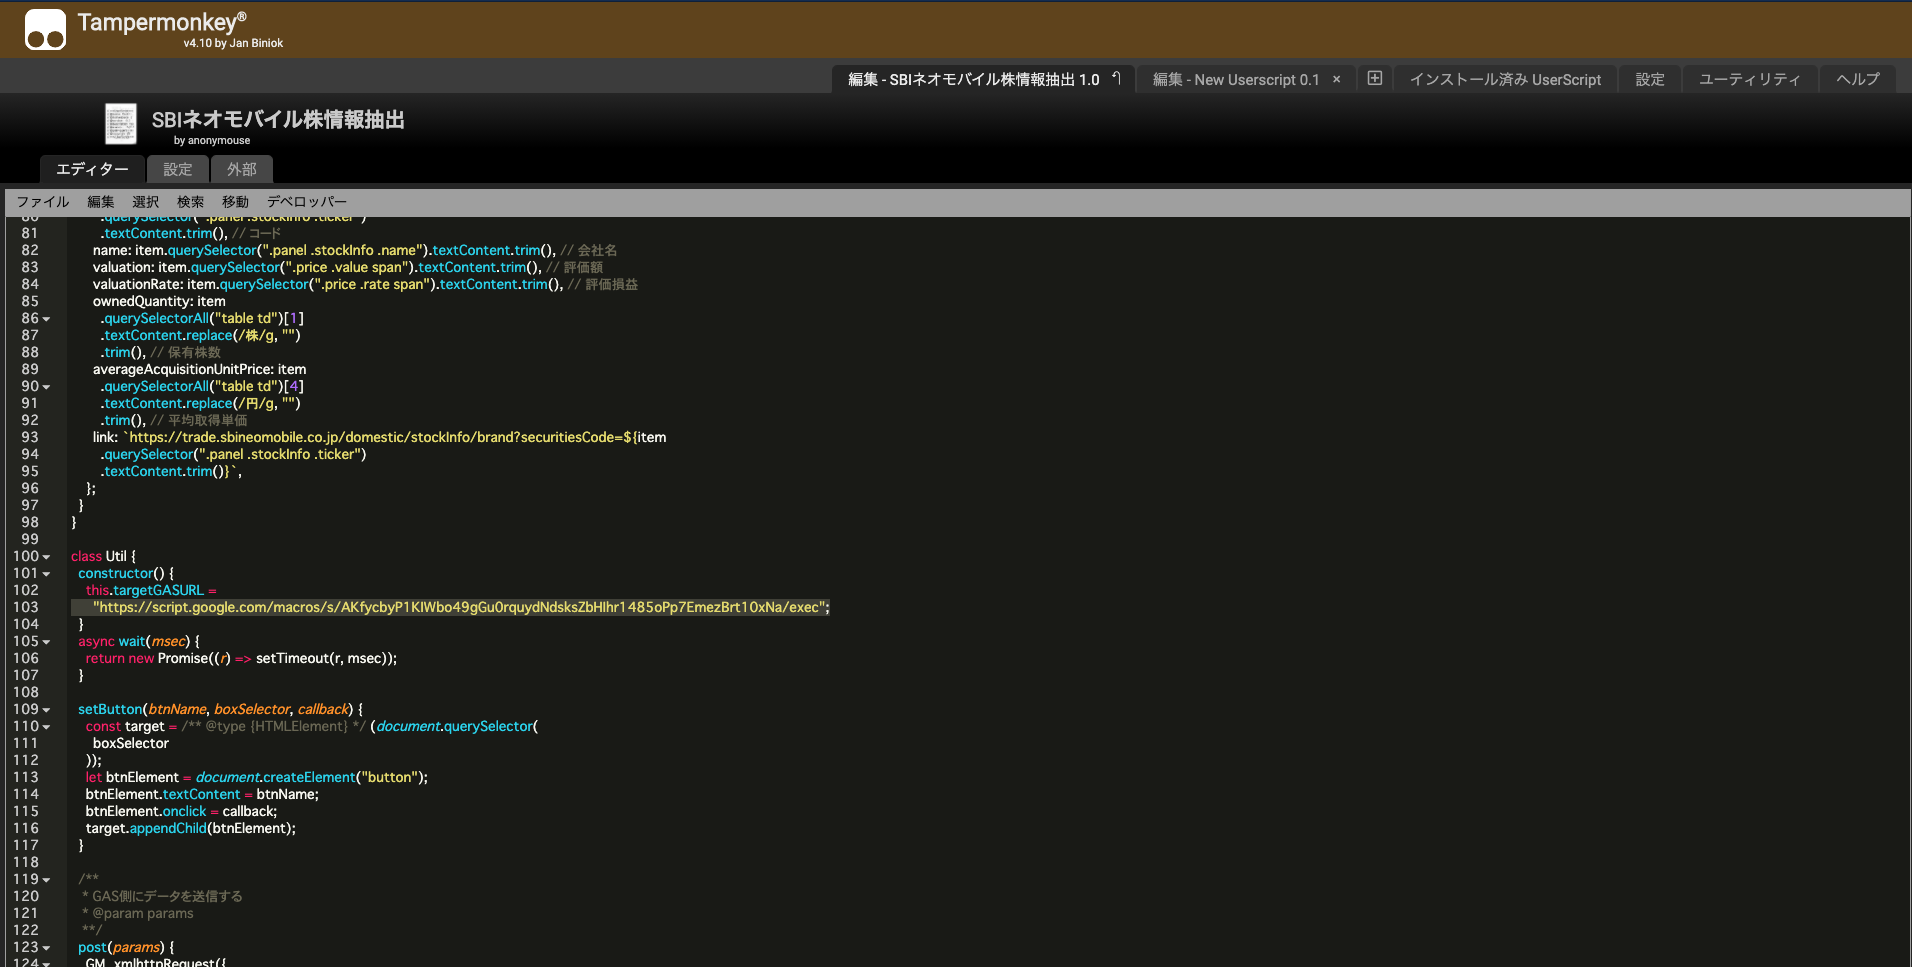 Tampermonkey®
v4.10 by Jan Biniok
編集 - SBIネオモバイル株情報抽出 1.0
編集 - New Userscript 0.1 ×
インストール済み UserScript
設定
ユーティリティ
ヘルプ
SBIネオモバイル株情報抽出
by anonymouse
エディター 設定 外部
ファイル 編集 選択 検索 移動 デベロッパー
80 .querySelector(".panel .stockInfo .ticker")
81 .textContent.trim(), // コード
82 name: item.querySelector(".panel .stockInfo .name").textContent.trim(), // 会社名
83 valuation: item.querySelector(".price .value span").textContent.trim(), // 評価額
84 valuationRate: item.querySelector(".price .rate span").textContent.trim(), // 評価損益
85 ownedQuantity: item
86 .querySelectorAll("table td")[1]
87 .textContent.replace(/株/g, "")
88 .trim(), // 保有株数
89 averageAcquisitionUnitPrice: item
90 .querySelectorAll("table td")[4]
91 .textContent.replace(/円/g, "")
92 .trim(), // 平均取得単価
93 link: `https://trade.sbineomobile.co.jp/domestic/stockInfo/brand?securitiesCode=${item
94 .querySelector(".panel .stockInfo .ticker")
95 .textContent.trim()}`,
96 };
97 }
98 }
99
100 class Util {
101 constructor() {
102 this.targetGASURL =
103 "https://script.google.com/macros/s/AKfycbyP1KIWbo49gGu0rquydNdsksZbHlhr1485oPp7EmezBrt10xNa/exec";
104 }
105 async wait(msec) {
106 return new Promise((r) => setTimeout(r, msec));
107 }
108
109 setButton(btnName, boxSelector, callback) {
110 const target = /** @type {HTMLElement} */ (document.querySelector(
111 boxSelector
112 ));
113 let btnElement = document.createElement("button");
114 btnElement.textContent = btnName;
115 btnElement.onclick = callback;
116 target.appendChild(btnElement);
117 }
118
119 /**
120 * GAS側にデータを送信する
121 * @param params
122 **/
123 post(params) {
124 GM_xmlhttpRequest({